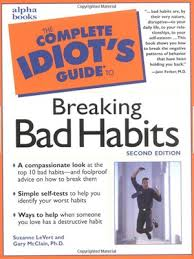 alpha
books
THE
COMPLETE
IDIOT'S
GUIDE TO
" ... bad habits are, by
their very nature, dis-
ruptive—to your daily
life, to your relation-
ships, to your
self-esteem ... This
book shows you how
to break the negative
patterns of behavior
that have been
holding you back."
Breaking
Bad Habits
SECOND EDITION
• A compassionate look at the
top 10 bad habits—and foolproof
advice on how to break them
• Simple self-tests to help you
identify your worst habits
• Ways to help when someone
you love has a destructive habit
Suzanne LeVert and
Gary McClain, Ph.D.